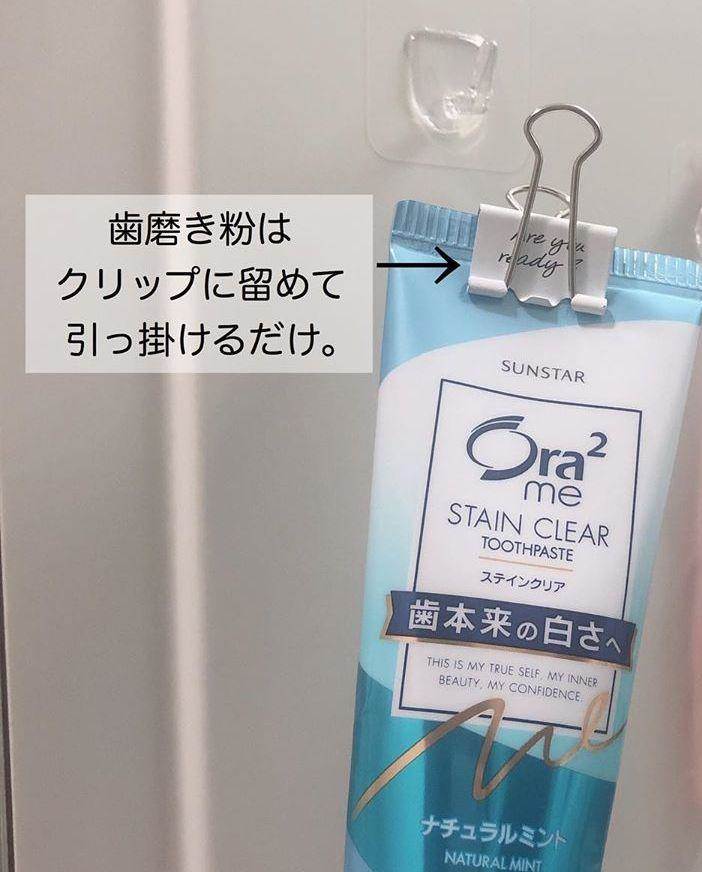 歯磨き粉は
クリップに留めて
引っ掛けるだけ。
Are you
ready?
SUNSTAR
Ora²
me
STAIN CLEAR
TOOTHPASTE
ステインクリア
歯本来の白さへ
THIS IS MY TRUE SELF, MY INNER
BEAUTY, MY CONFIDENCE.
me
ナチュラルミント
NATURAL MINT